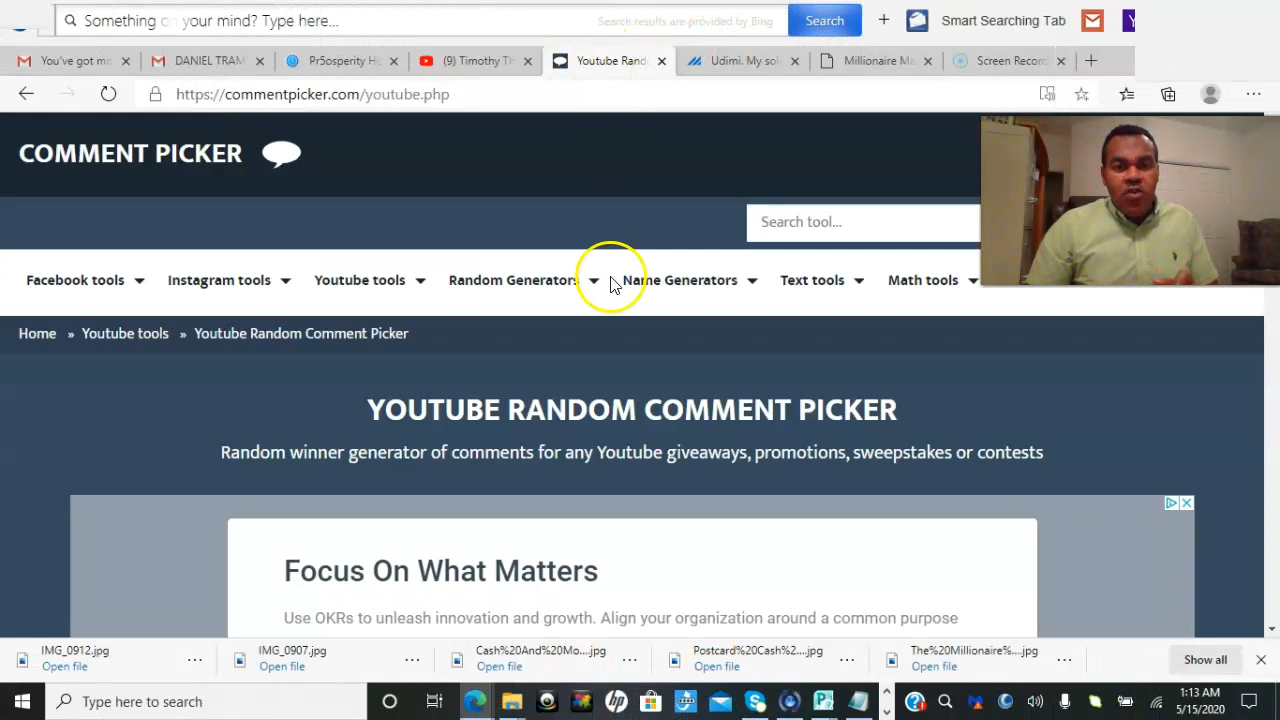 Something on your mind? Type here...
Search results are provided by Bing
Search
Smart Searching Tab
You've got mo
DANIEL TRAM
Pr5osperity Hi
(9) Timothy Th
Youtube Rand
Udimi. My sol
Millionaire Ma
Screen Record
https://commentpicker.com/youtube.php
COMMENT PICKER
Search tool...
Facebook tools
Instagram tools
Youtube tools
Random Generators
Name Generators
Text tools
Math tools
Home » Youtube tools » Youtube Random Comment Picker
YOUTUBE RANDOM COMMENT PICKER
Random winner generator of comments for any Youtube giveaways, promotions, sweepstakes or contests
Focus On What Matters
Use OKRs to unleash innovation and growth. Align your organization around a common purpose
IMG_0912.jpg
Open file
IMG_0907.jpg
Open file
Cash%20And%20Mo....jpg
Open file
Postcard%20Cash%2....jpg
Open file
The%20Millionaire%....jpg
Open file
Show all
Type here to search
hp
1:13 AM
5/15/2020